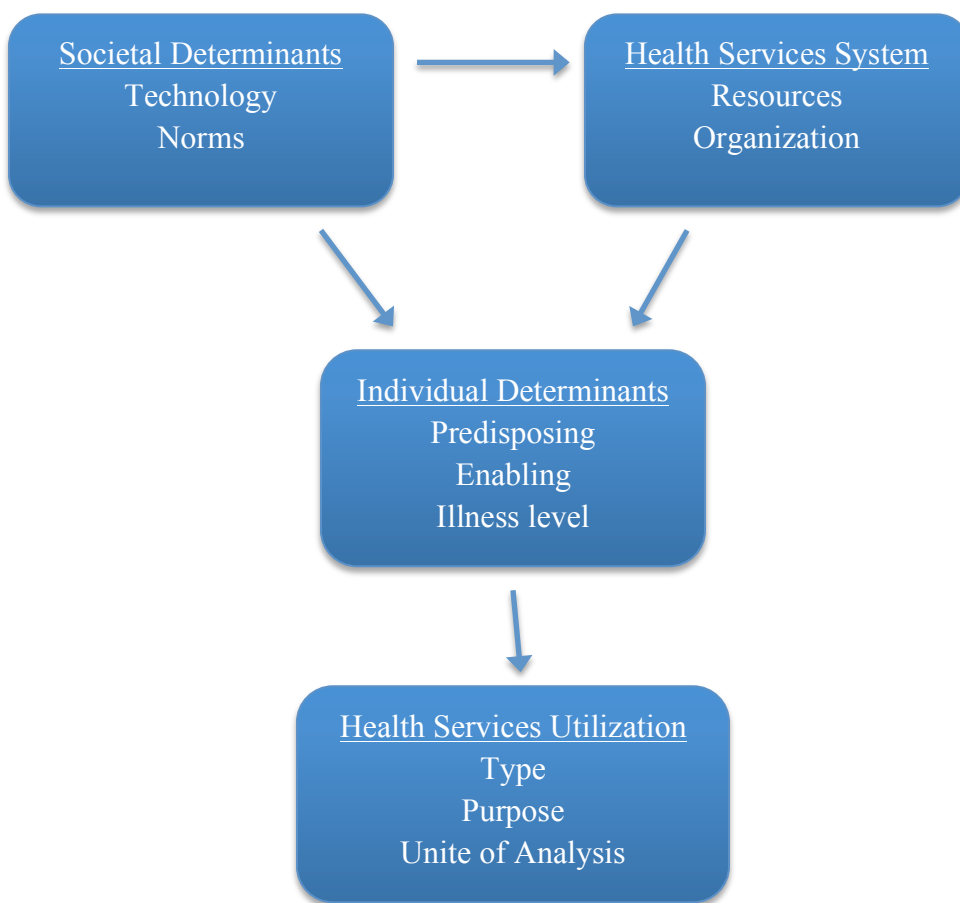 Societal Determinants
Technology
Norms
Health Services System
Resources
Organization
Individual Determinants
Predisposing
Enabling
Illness level
Health Services Utilization
Type
Purpose
Unite of Analysis